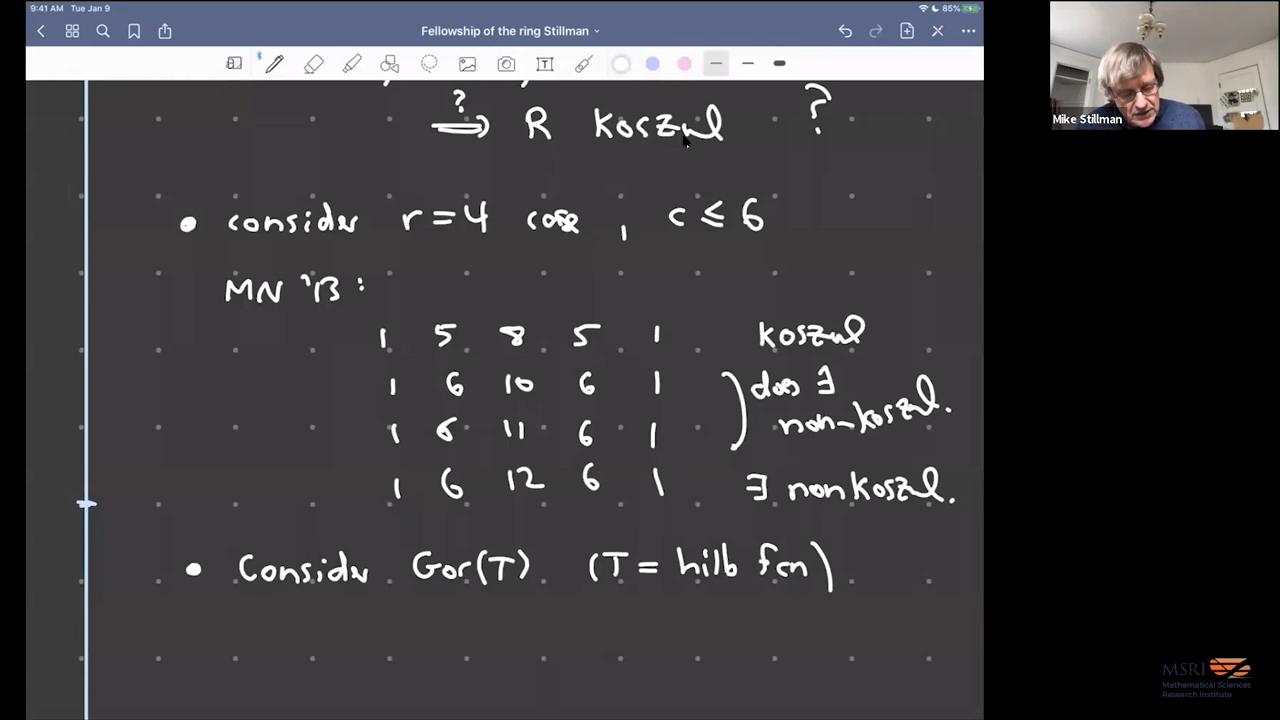 9:41 AM Tue Jan 9
85%
Fellowship of the ring Stillman
?
⟹ R Koszul ?
• consider r=4 case , c ≤ 6
MN '13 :
1 5 8 5 1 Koszul
1 6 10 6 1 does ∃
non-koszul.
1 6 11 6 1
1 6 12 6 1 ∃ nonkoszul.
• Consider Gor(T) (T = hilb fcn)
Mike Stillman
MSRI
Mathematical Sciences
Research Institute